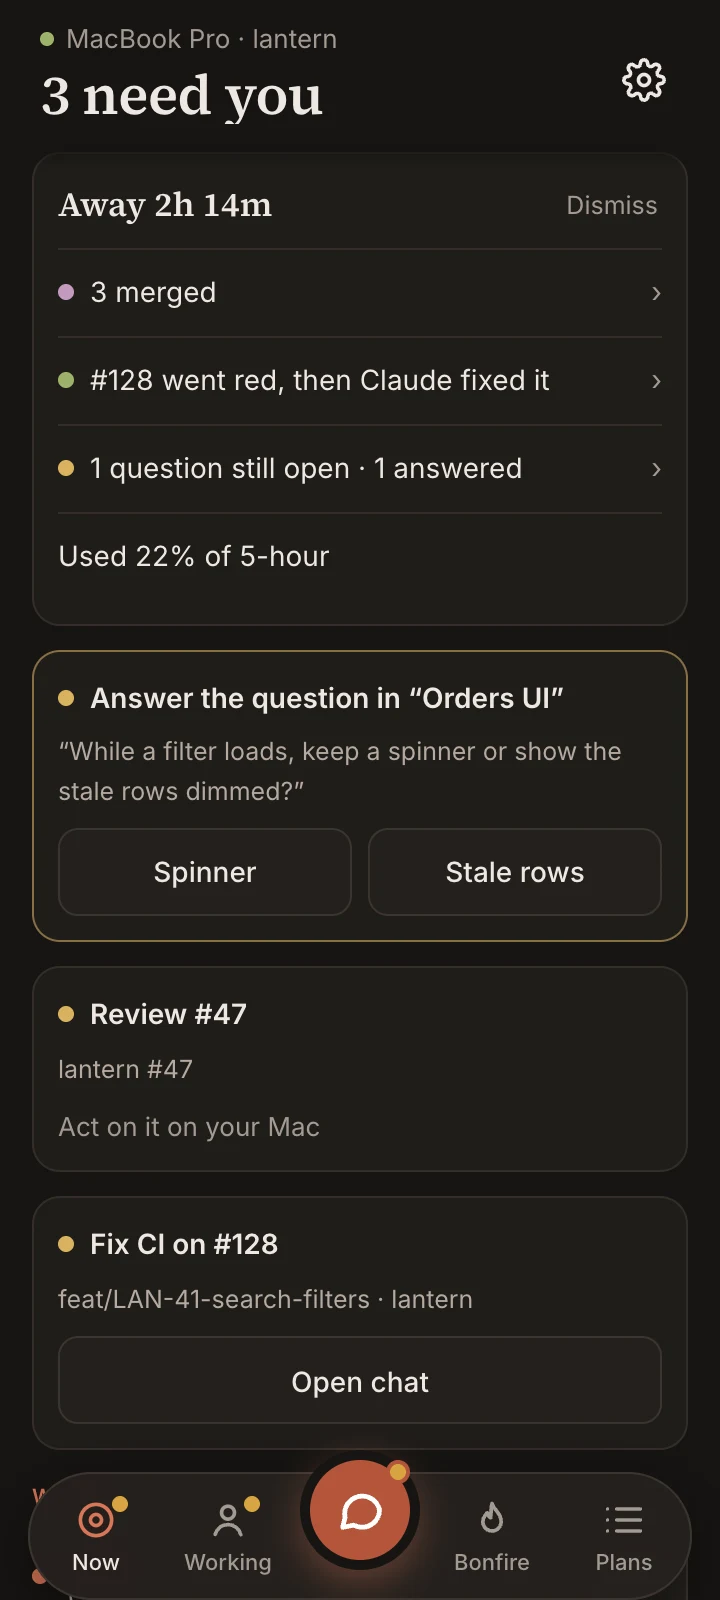 MacBook Pro · lantern
3 need you
Away 2h 14m
Dismiss
3 merged
#128 went red, then Claude fixed it
1 question still open · 1 answered
Used 22% of 5-hour
Answer the question in “Orders UI”
“While a filter loads, keep a spinner or show the
stale rows dimmed?”
Spinner
Stale rows
Review #47
lantern #47
Act on it on your Mac
Fix CI on #128
feat/LAN-41-search-filters · lantern
Open chat
Now
Working
Bonfire
Plans